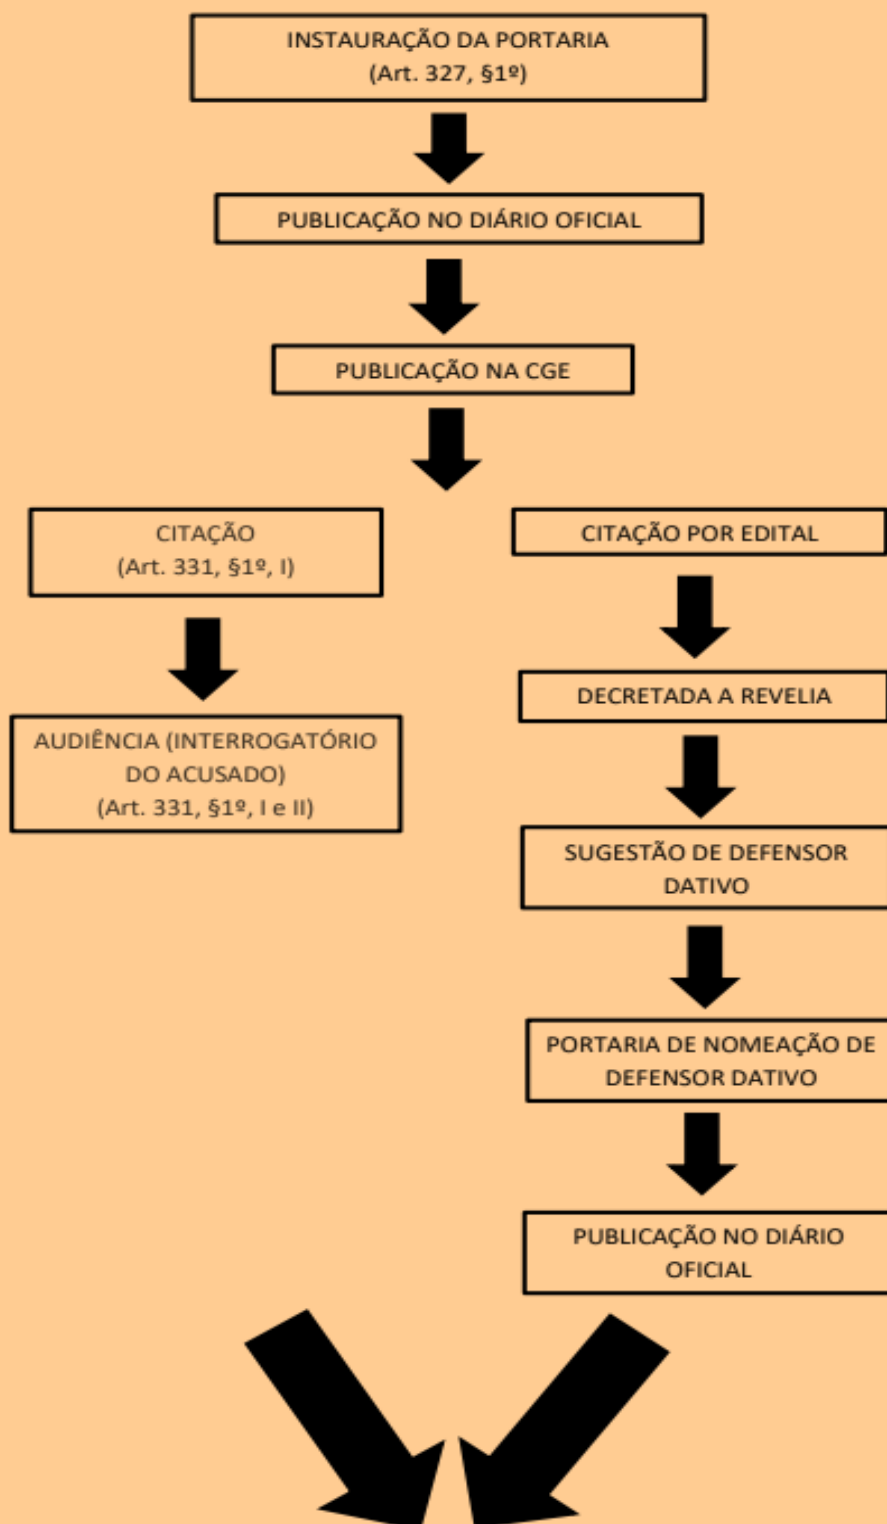 INSTAURAÇÃO DA PORTARIA
(Art. 327, §1º)
PUBLICAÇÃO NO DIÁRIO OFICIAL
PUBLICAÇÃO NA CGE
CITAÇÃO
(Art. 331, §1º, I)
AUDIÊNCIA (INTERROGATÓRIO
DO ACUSADO)
(Art. 331, §1º, I e II)
CITAÇÃO POR EDITAL
DECRETADA A REVELIA
SUGESTÃO DE DEFENSOR
DATIVO
PORTARIA DE NOMEAÇÃO DE
DEFENSOR DATIVO
PUBLICAÇÃO NO DIÁRIO
OFICIAL